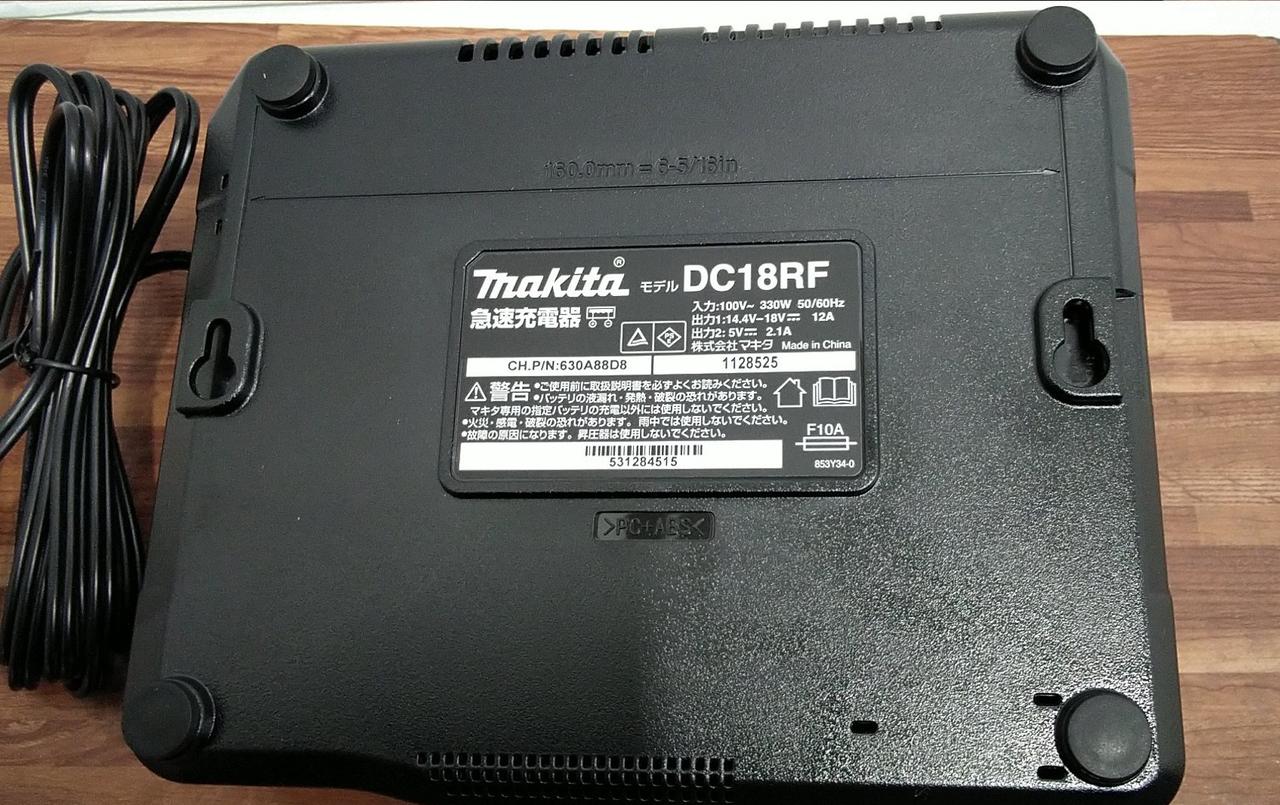 160.0mm = 6-5/16in
makita® モデル DC18RF
急速充電器
入力:100V~ 330W 50/60Hz
出力1:14.4V-18V⎓ 12A
出力2:5V⎓ 2.1A
株式会社 マキタ Made in China
CH.P/N:630A88D8 1128525
警告 •ご使用前に取扱説明書を必ずよくお読みください。
•バッテリの液漏れ・発熱・破裂の恐れがあります。
マキタ専用の指定バッテリの充電以外には使用しないでください。
•火災・感電・破裂の恐れがあります。雨中では使用しないでください。
•故障の原因になります。昇圧器は使用しないでください。
F10A
531284515
853Y34-0
>PC+ABS<